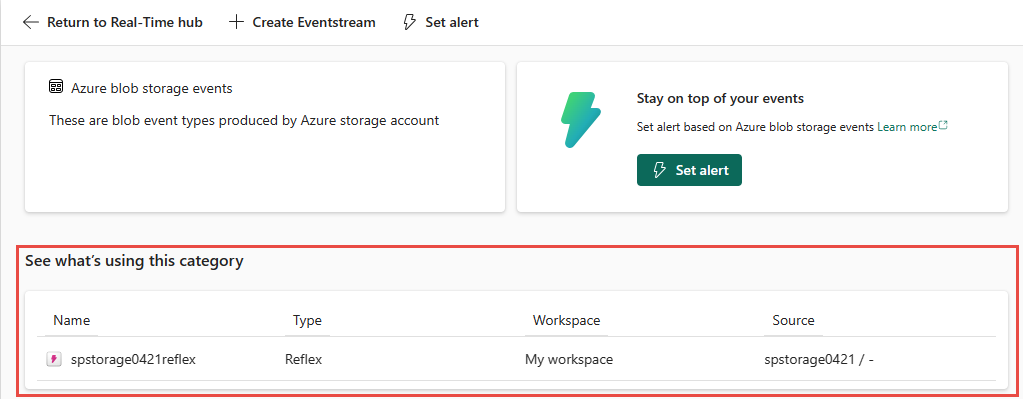 Return to Real-Time hub Create Eventstream Set alert
Azure blob storage events
These are blob event types produced by Azure storage account
Stay on top of your events
Set alert based on Azure blob storage events Learn more
Set alert
See what's using this category
Name Type Workspace Source
spstorage0421reflex Reflex My workspace spstorage0421 / -